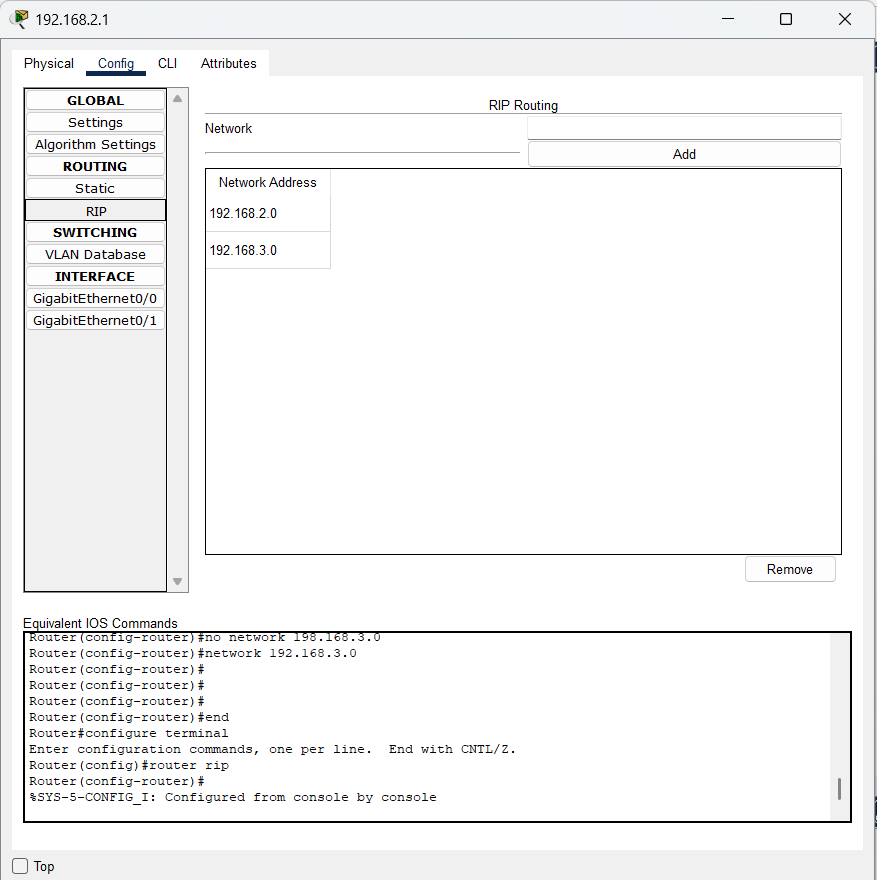 192.168.2.1
Physical Config CLI Attributes
GLOBAL
Settings
Algorithm Settings
ROUTING
Static
RIP
SWITCHING
VLAN Database
INTERFACE
GigabitEthernet0/0
GigabitEthernet0/1
RIP Routing
Network
Add
Network Address
192.168.2.0
192.168.3.0
Remove
Equivalent IOS Commands
Router(config-router)#no network 198.168.3.0
Router(config-router)#network 192.168.3.0
Router(config-router)#
Router(config-router)#
Router(config-router)#
Router(config-router)#end
Router#configure terminal
Enter configuration commands, one per line.  End with CNTL/Z.
Router(config)#router rip
Router(config-router)#
%SYS-5-CONFIG_I: Configured from console by console
Top